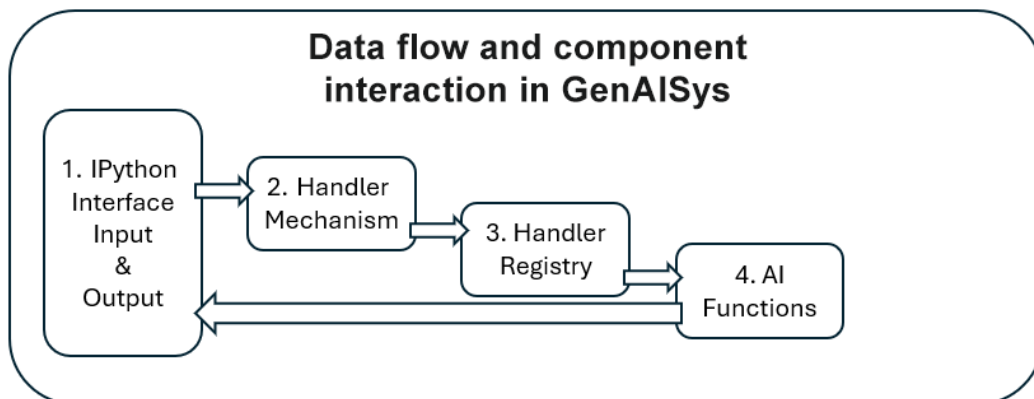 Data flow and component
interaction in GenAISys
1. IPython
Interface
Input
&
Output
2. Handler
Mechanism
3. Handler
Registry
4. AI
Functions